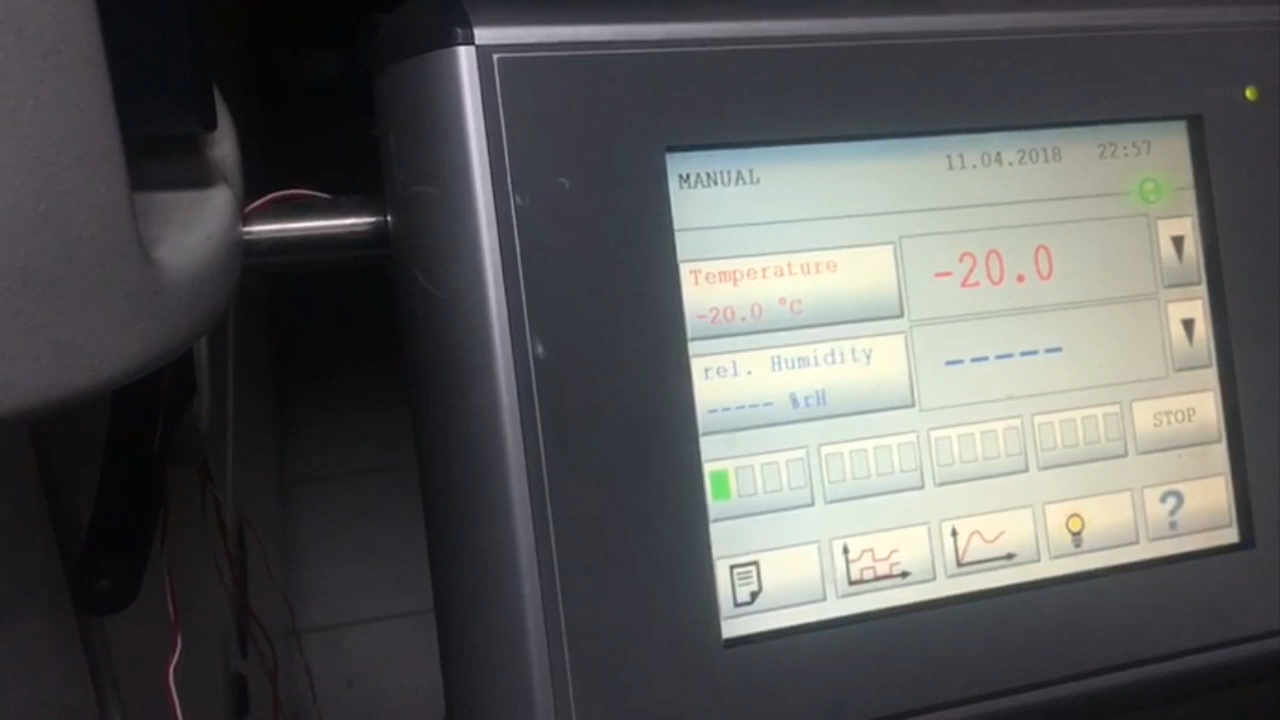 MANUAL 11.04.2018 22:57
Temperature
-20.0
-20.0 °C
rel. Humidity
-----
----- %rH
STOP
?